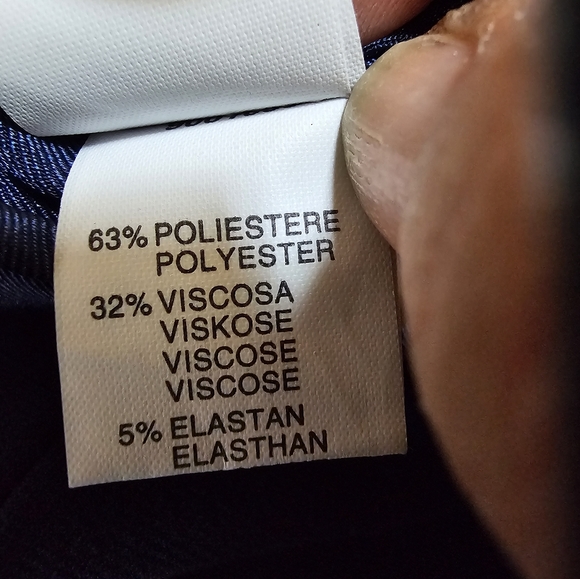 63% POLIESTERE
POLYESTER
32% VISCOSA
VISKOSE
VISCOSE
VISCOSE
5% ELASTAN
ELASTHAN